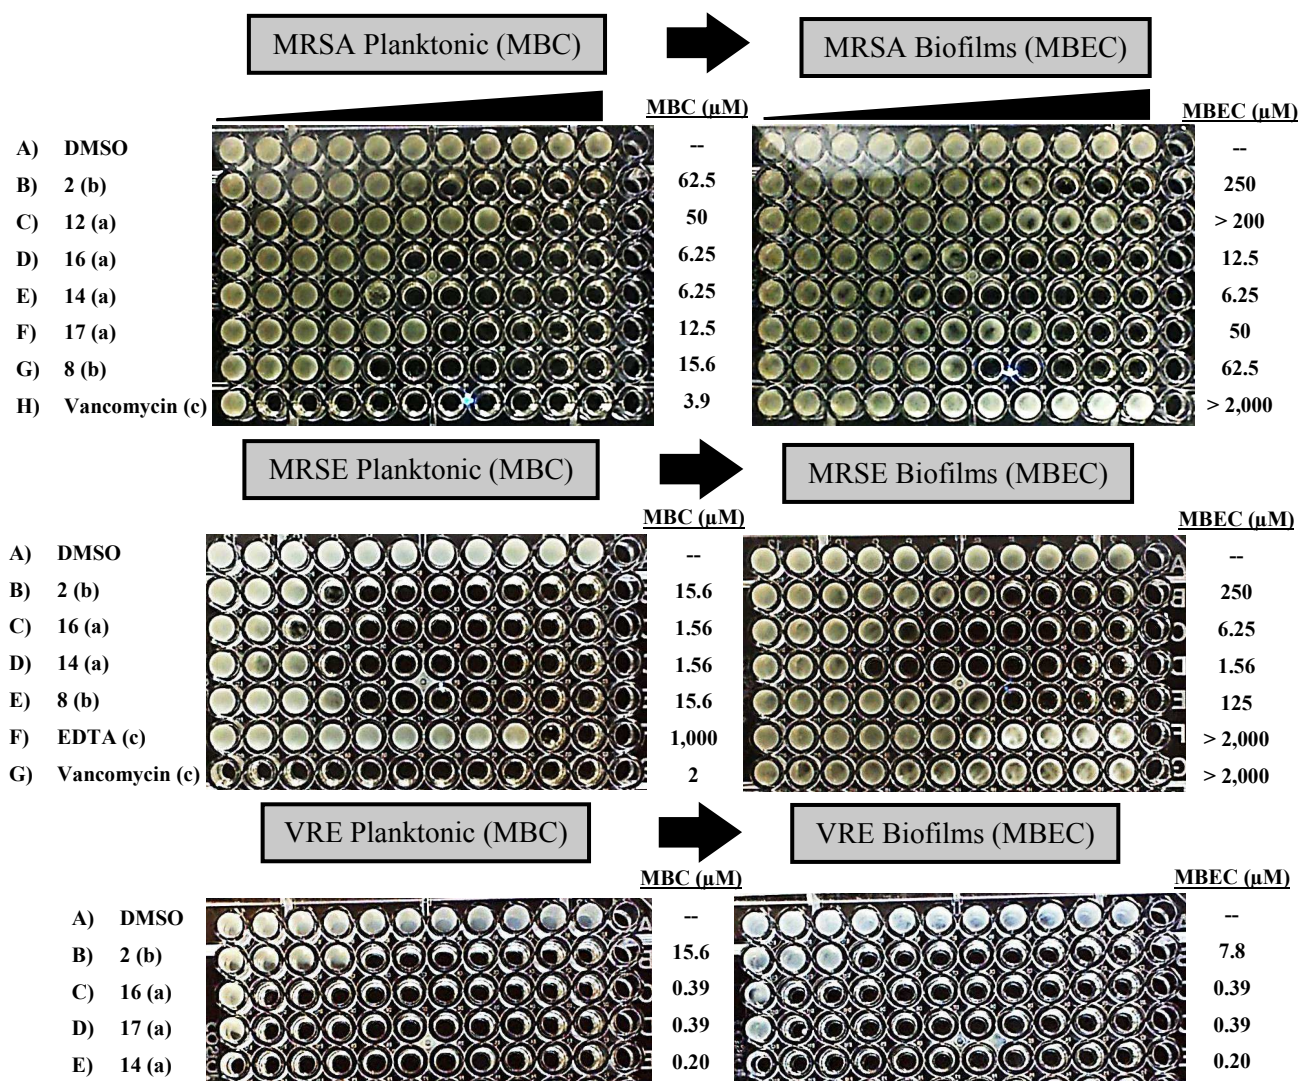 MRSA Planktonic (MBC)
MRSA Biofilms (MBEC)
MBC (µM)
MBEC (µM)
A) DMSO -- --
B) 2 (b) 62.5 250
C) 12 (a) 50 > 200
D) 16 (a) 6.25 12.5
E) 14 (a) 6.25 6.25
F) 17 (a) 12.5 50
G) 8 (b) 15.6 62.5
H) Vancomycin (c) 3.9 > 2,000
MRSE Planktonic (MBC)
MRSE Biofilms (MBEC)
MBC (µM)
MBEC (µM)
A) DMSO -- --
B) 2 (b) 15.6 250
C) 16 (a) 1.56 6.25
D) 14 (a) 1.56 1.56
E) 8 (b) 15.6 125
F) EDTA (c) 1,000 > 2,000
G) Vancomycin (c) 2 > 2,000
VRE Planktonic (MBC)
VRE Biofilms (MBEC)
MBC (µM)
MBEC (µM)
A) DMSO -- --
B) 2 (b) 15.6 7.8
C) 16 (a) 0.39 0.39
D) 17 (a) 0.39 0.39
E) 14 (a) 0.20 0.20